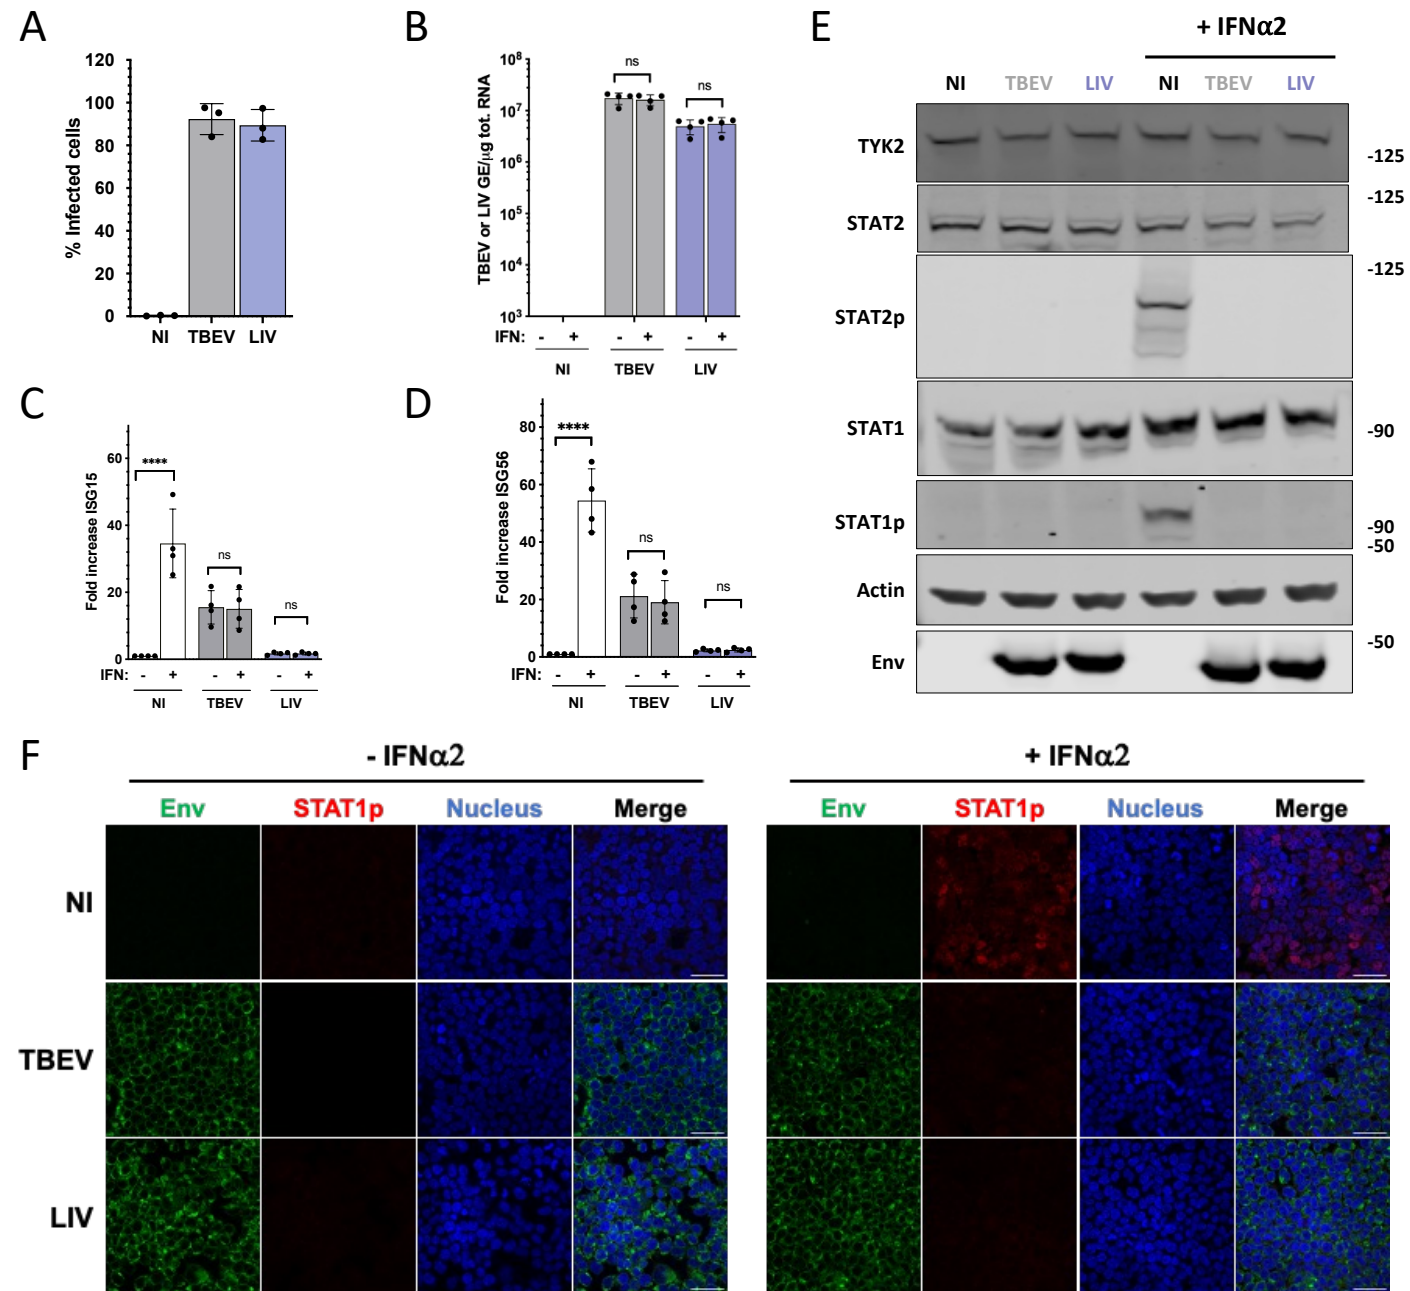 A
% Infected cells
120
100
80
60
40
20
0
NI TBEV LIV
B
TBEV or LIV GE/µg tot. RNA
10⁸
10⁷
10⁶
10⁵
10⁴
10³
ns
ns
IFN: - + - + - +
NI TBEV LIV
C
Fold increase ISG15
60
40
20
0
****
ns
ns
IFN: - + - + - +
NI TBEV LIV
D
Fold increase ISG56
80
60
40
20
0
****
ns
ns
IFN: - + - + - +
NI TBEV LIV
E
+ IFNα2
NI TBEV LIV NI TBEV LIV
TYK2
-125
-125
STAT2
-125
STAT2p
STAT1
-90
STAT1p
-90
-50
Actin
-50
Env
F
- IFNα2
+ IFNα2
Env STAT1p Nucleus Merge Env STAT1p Nucleus Merge
NI
TBEV
LIV